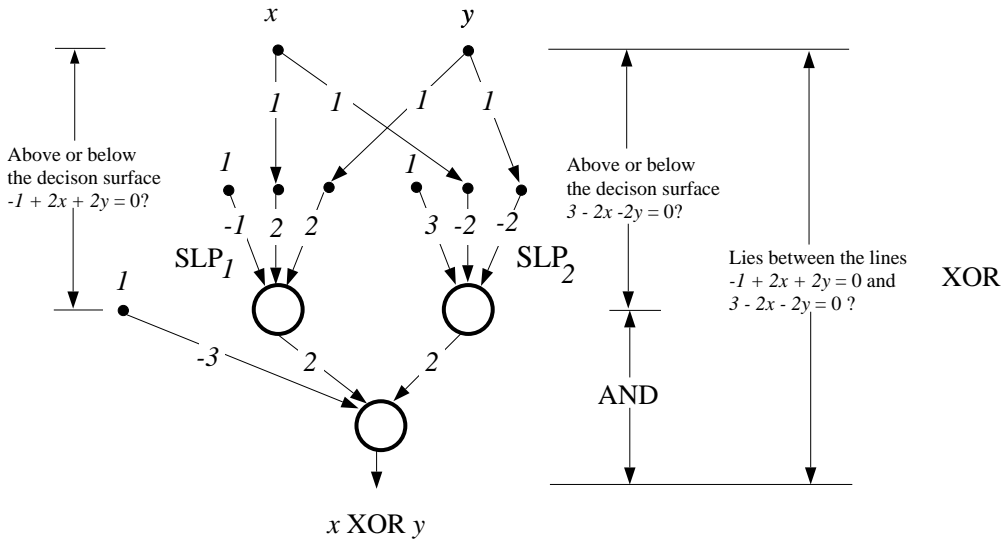 x y
1 1 1 1
Above or below
the decison surface
-1 + 2x + 2y = 0?
1 1
Above or below
the decison surface
3 - 2x -2y = 0?
-1 2 2 3 -2 -2
SLP1 SLP2
Lies between the lines
-1 + 2x + 2y = 0 and
3 - 2x - 2y = 0 ?
XOR
1
-3 2 2
AND
x XOR y